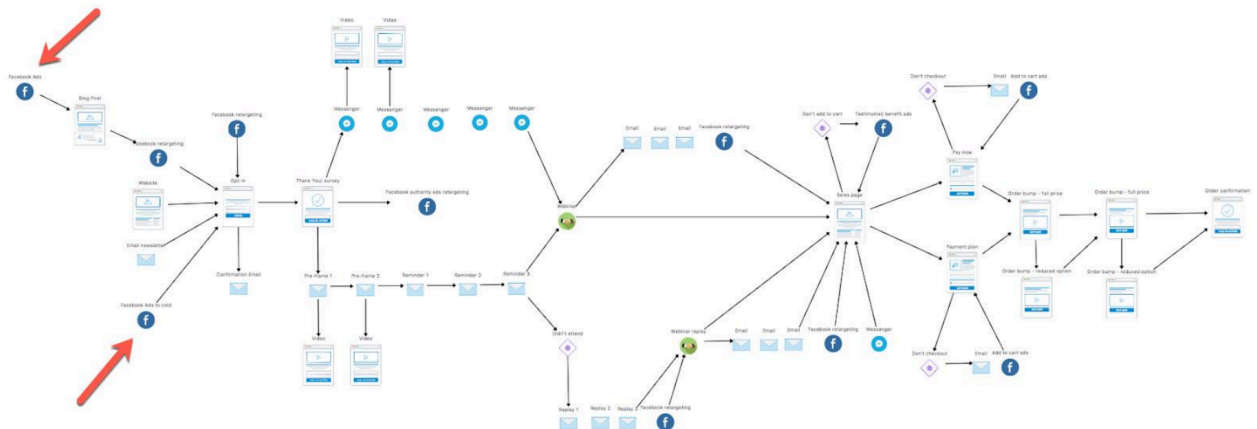 Facebook Ads
Blog Post
Facebook retargeting
Facebook retargeting
Website
Opt-in
Email newsletter
Confirmation Email
Facebook Ads to cold
Thank You/ survey
Video
Video
Messenger
Messenger
Messenger
Messenger
Messenger
Facebook authority ads retargeting
Pre-frame 1
Pre-frame 2
Reminder 1
Reminder 2
Reminder 3
Video
Video
Webinar
Didn't attend
Replay 1
Replay 2
Replay 3
Facebook retargeting
Webinar replay
Email
Email
Email
Facebook retargeting
Email
Email
Email
Facebook retargeting
Messenger
Don't add to cart
Testimonial/ benefit ads
Sales page
Don't checkout
Email
Add to cart ads
Pay now
Payment plan
Don't checkout
Email
Add to cart ads
Order bump - full price
Order bump - reduced option
Order bump - full price
Order bump - reduced option
Order confirmation